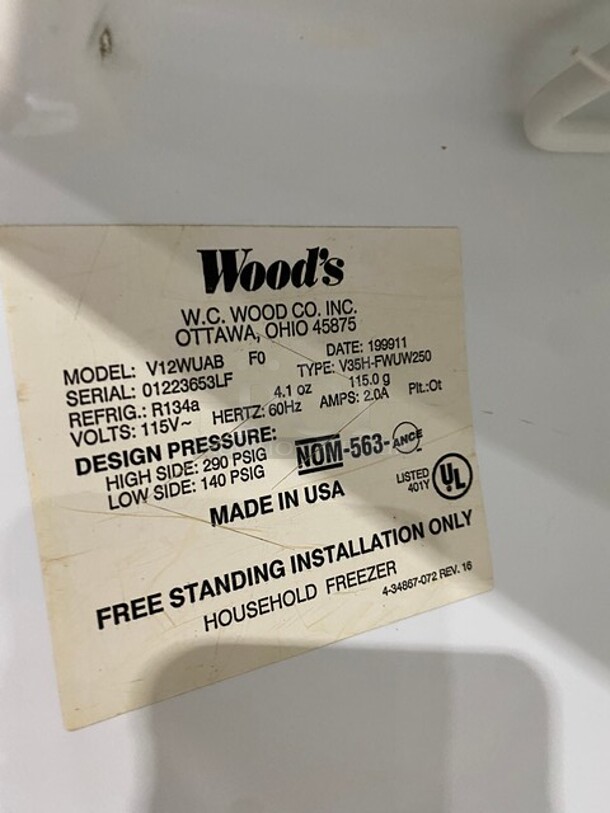 Wood's
W.C. WOOD CO. INC.
OTTAWA, OHIO 45875
MODEL: V12WUAB F0 DATE: 199911
SERIAL: 01223653LF TYPE: V35H-FWUW250
REFRIG.: R134a 4.1 oz 115.0 g
VOLTS: 115V~ HERTZ: 60Hz AMPS: 2.0A Plt.:Ot
DESIGN PRESSURE:
HIGH SIDE: 290 PSIG
LOW SIDE: 140 PSIG
NOM-563-ANCE
LISTED
401Y
UL
MADE IN USA
FREE STANDING INSTALLATION ONLY
HOUSEHOLD FREEZER
4-34867-072 REV. 16